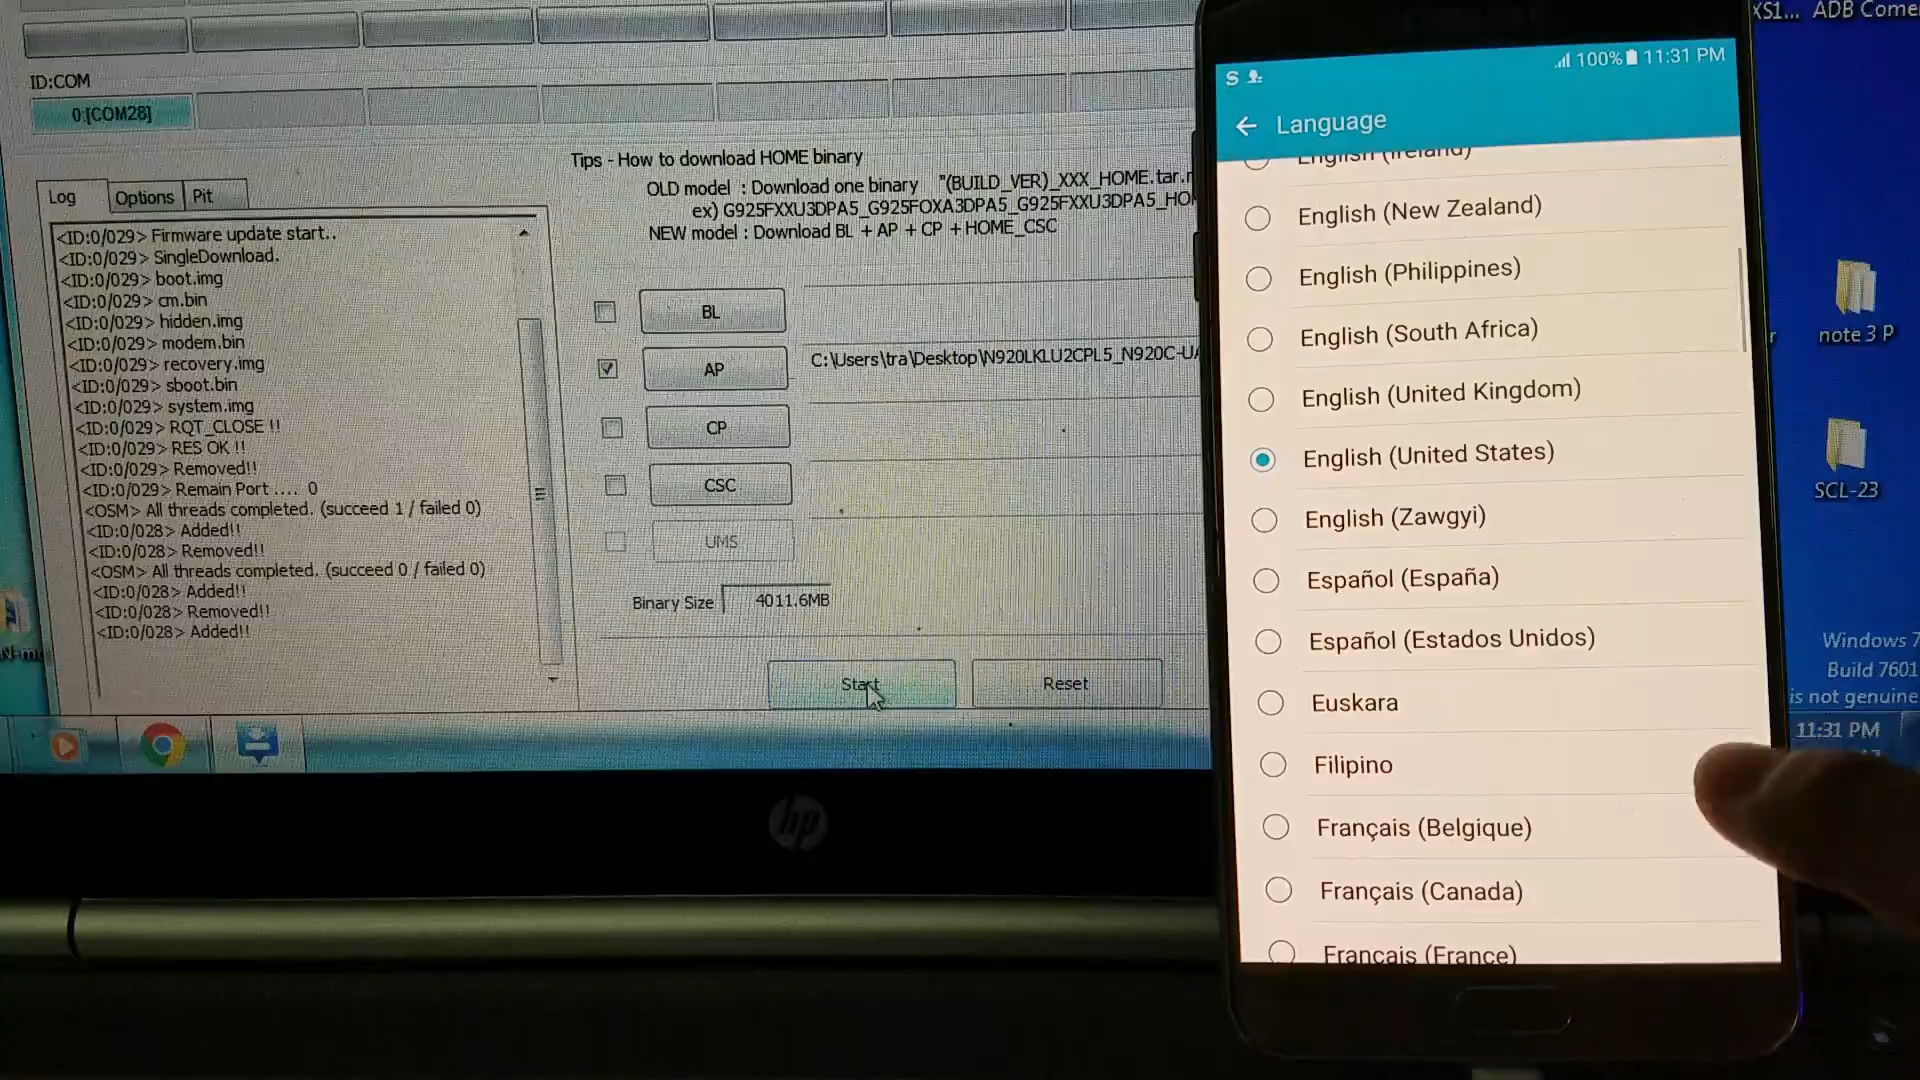 ID:COM
0:[COM28]
Log
Options
Pit
<ID:0/029> Firmware update start..
<ID:0/029> SingleDownload.
<ID:0/029> boot.img
<ID:0/029> cm.bin
<ID:0/029> hidden.img
<ID:0/029> modem.bin
<ID:0/029> recovery.img
<ID:0/029> sboot.bin
<ID:0/029> system.img
<ID:0/029> RQT_CLOSE !!
<ID:0/029> RES OK !!
<ID:0/029> Removed!!
<ID:0/029> Remain Port .... 0
<OSM> All threads completed. (succeed 1 / failed 0)
<ID:0/028> Added!!
<ID:0/028> Removed!!
<OSM> All threads completed. (succeed 0 / failed 0)
<ID:0/028> Added!!
<ID:0/028> Removed!!
<ID:0/028> Added!!
Tips - How to download HOME binary
OLD model : Download one binary "(BUILD_VER)_XXX_HOME.tar.
ex) G925FXXU3DPA5_G925FOXA3DPA5_G925FXXU3DPA5_HO
NEW model : Download BL + AP + CP + HOME_CSC
BL
AP
C:\Users\tra\Desktop\N920LKLU2CPL5_N920C-U
CP
CSC
UMS
Binary Size
4011.6MB
Start
Reset
hp
S
100% 11:31 PM
Language
English (Ireland)
English (New Zealand)
English (Philippines)
English (South Africa)
English (United Kingdom)
English (United States)
English (Zawgyi)
Español (España)
Español (Estados Unidos)
Euskara
Filipino
Français (Belgique)
Français (Canada)
Français (France)
XS1... ADB Come
note 3 P
SCL-23
Windows 7
Build 7601
is not genuine
11:31 PM